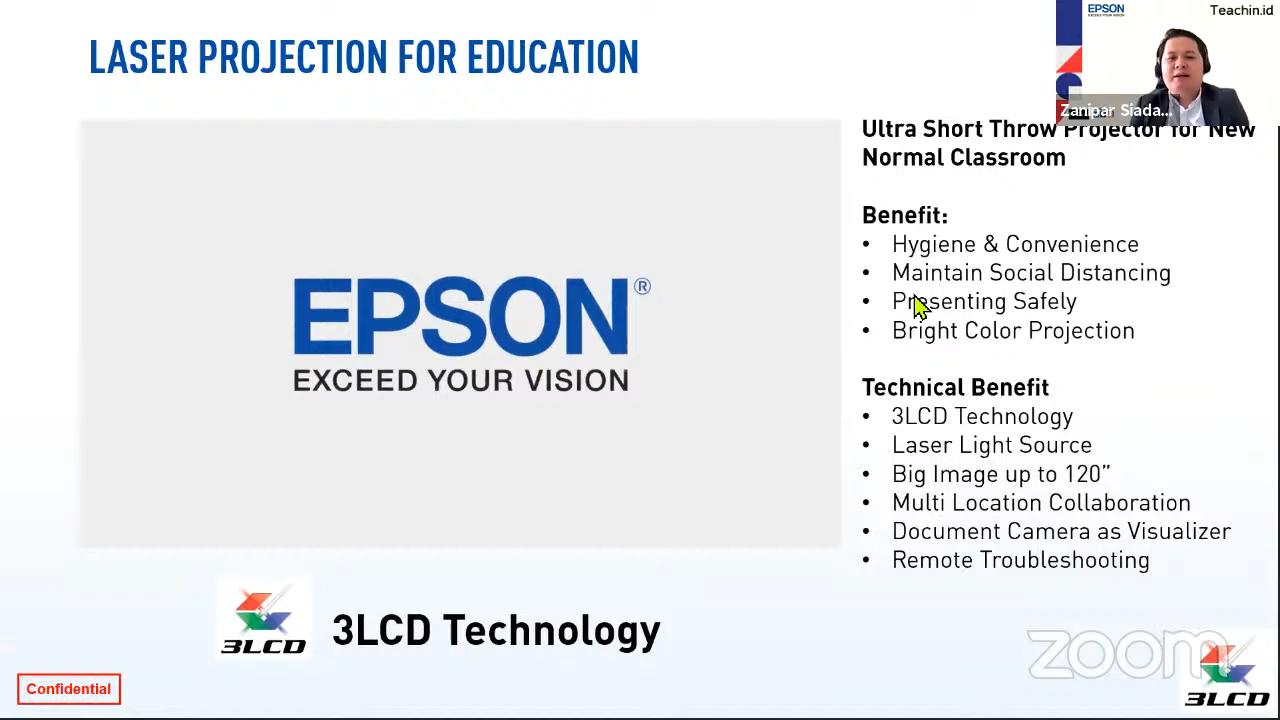 EPSON
EXCEED YOUR VISION
Teachin.id
LASER PROJECTION FOR EDUCATION
Zanipar Siada...
Ultra Short Throw Projector for New
Normal Classroom
Benefit:
• Hygiene & Convenience
• Maintain Social Distancing
• Presenting Safely
• Bright Color Projection
Technical Benefit
• 3LCD Technology
• Laser Light Source
• Big Image up to 120”
• Multi Location Collaboration
• Document Camera as Visualizer
• Remote Troubleshooting
EPSON®
EXCEED YOUR VISION
3LCD
3LCD Technology
Confidential
zoom
3LCD